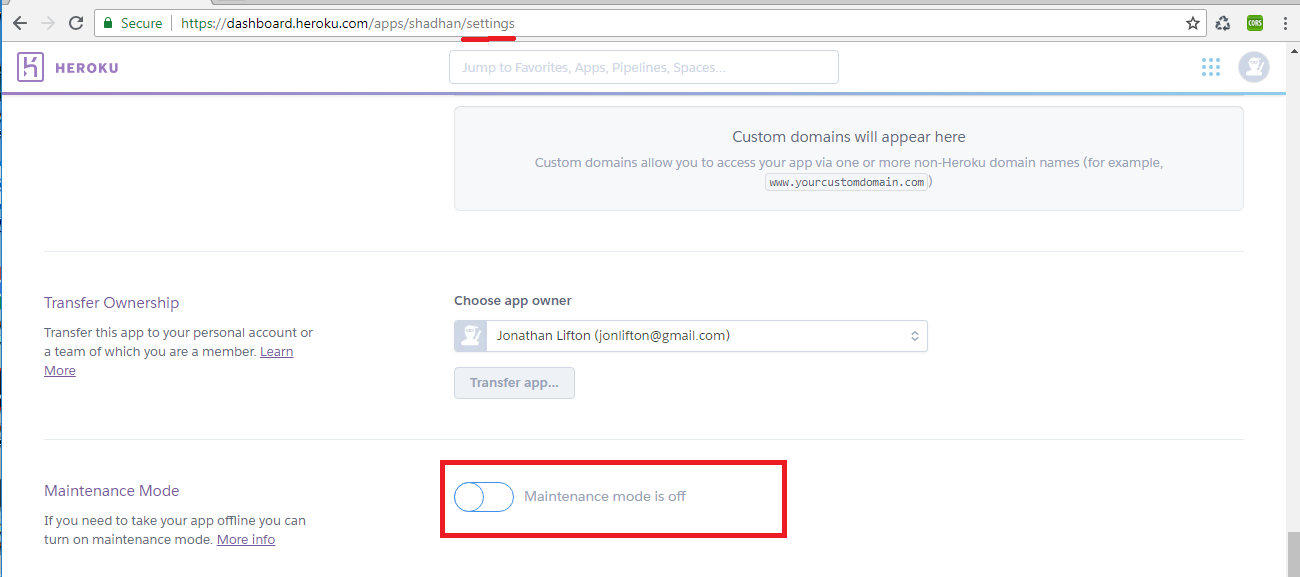 Secure https://dashboard.heroku.com/apps/shadhan/settings
CORS
HEROKU
Jump to Favorites, Apps, Pipelines, Spaces...
Custom domains will appear here
Custom domains allow you to access your app via one or more non-Heroku domain names (for example,
www.yourcustomdomain.com)
Transfer Ownership
Transfer this app to your personal account or
a team of which you are a member. Learn
More
Choose app owner
Jonathan Lifton (jonlifton@gmail.com)
Transfer app...
Maintenance Mode
If you need to take your app offline you can
turn on maintenance mode. More info
Maintenance mode is off